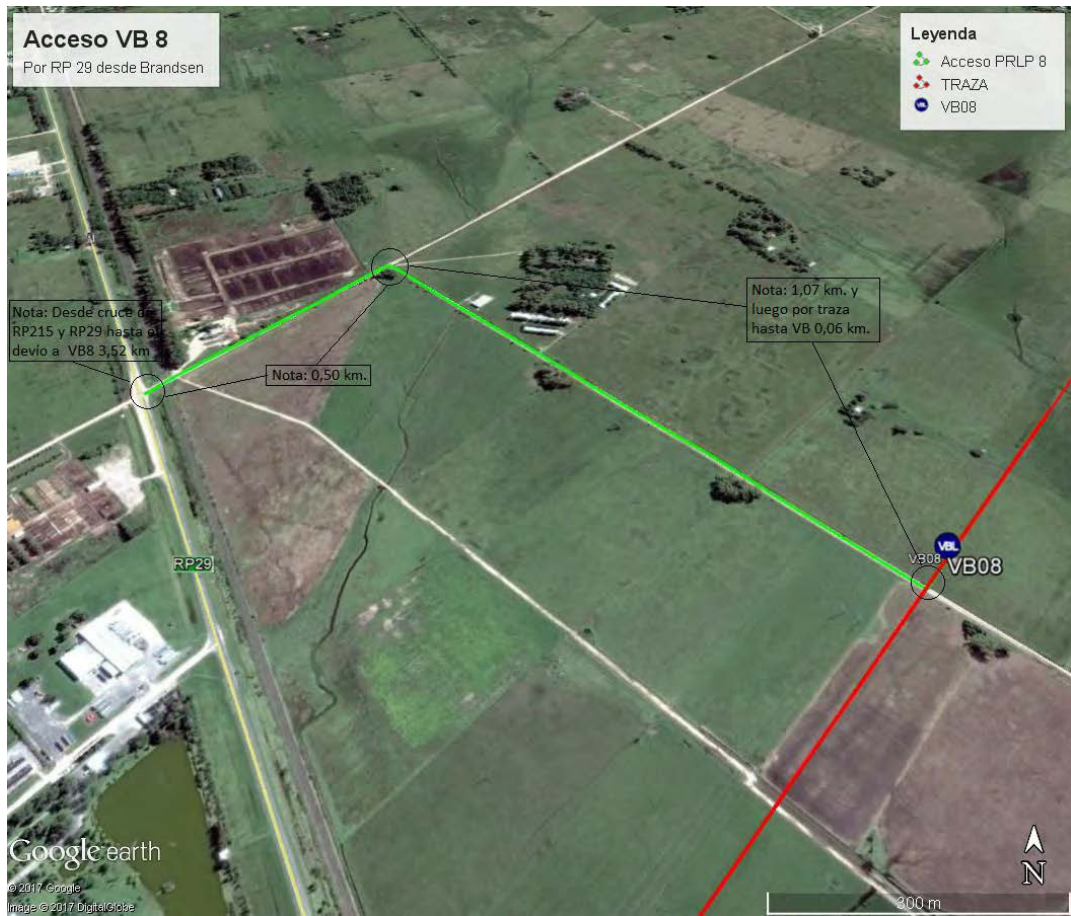 Acceso VB 8
Por RP 29 desde Brandsen
Leyenda
Acceso PRLP 8
TRAZA
VBL
VB08
Nota: Desde cruce de
RP215 y RP29 hasta el
devío a VB8 3,52 km
Nota: 0,50 km.
Nota: 1,07 km. y
luego por traza
hasta VB 0,06 km.
RP29
VBL
VB08
VB08
Google earth
© 2017 Google
Image © 2017 DigitalGlobe
N
300 m